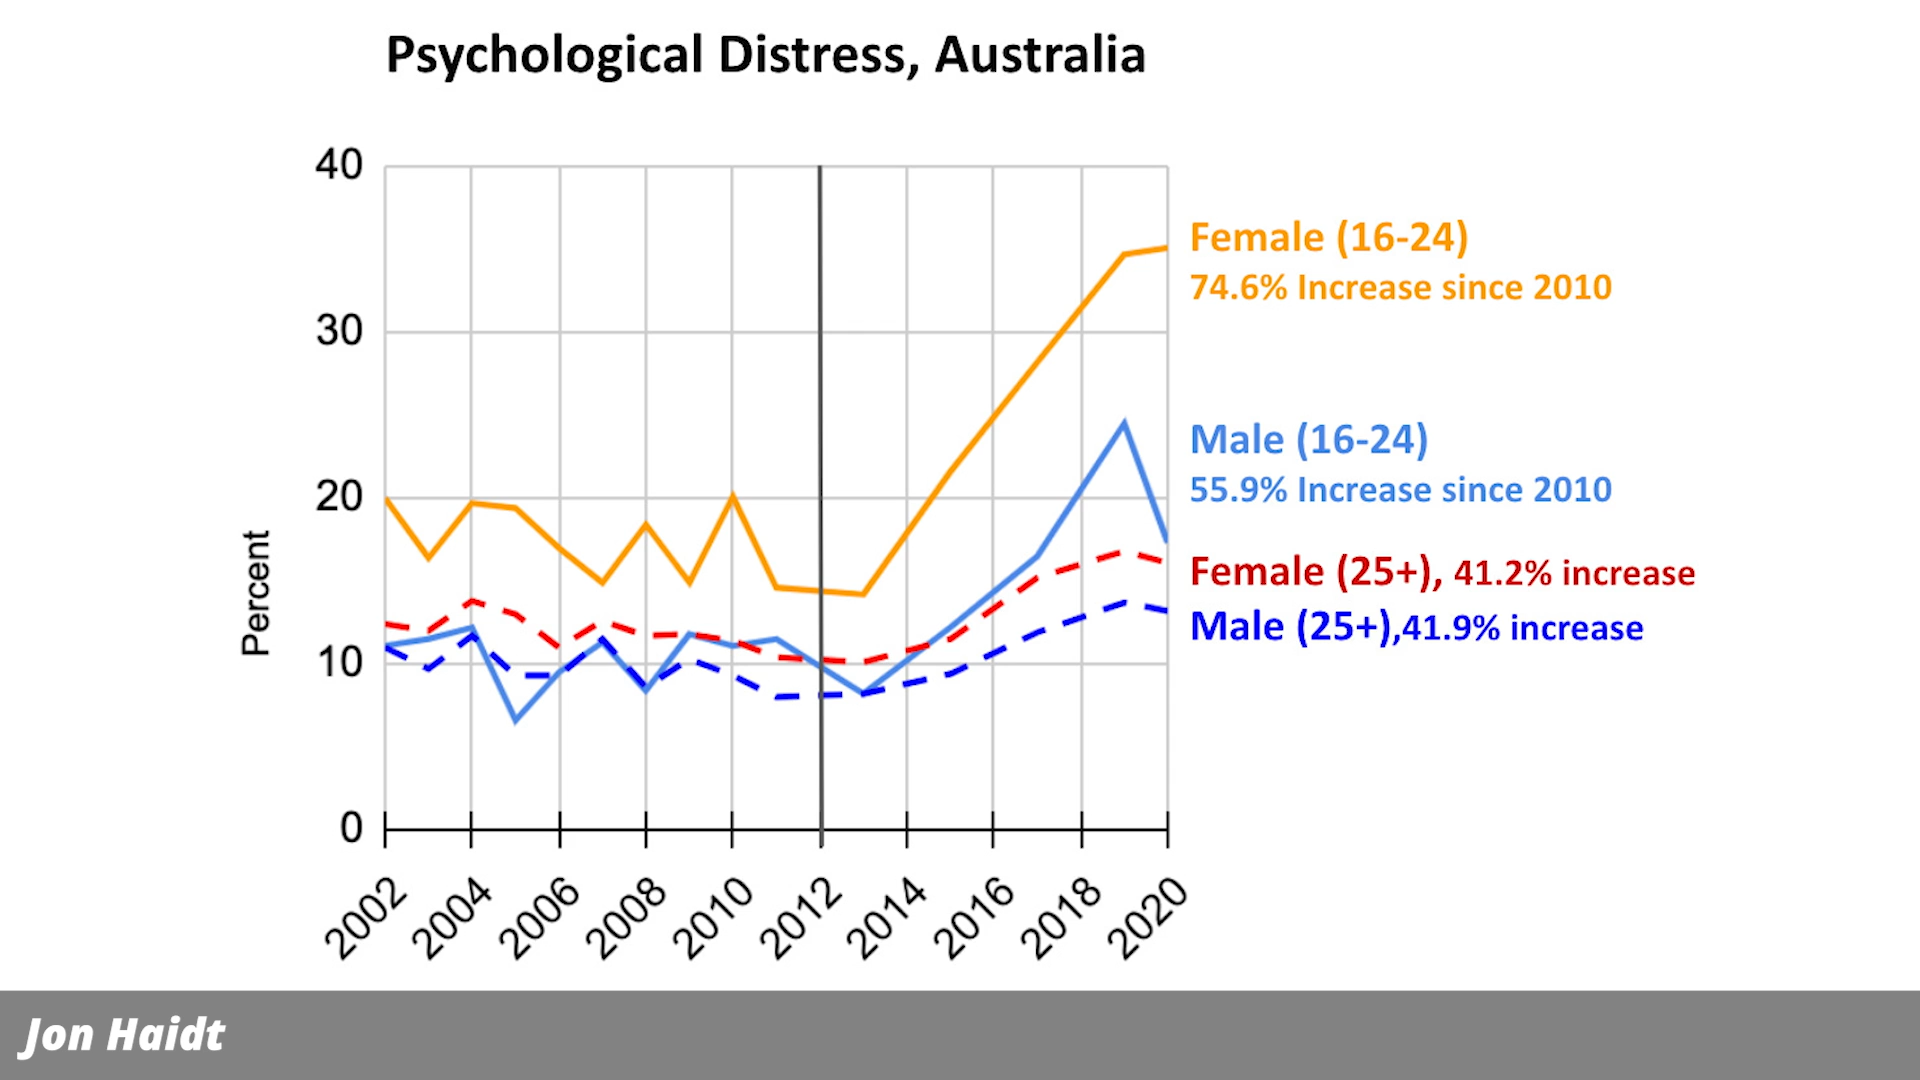 Psychological Distress, Australia
40
30
20
10
0
Percent
2002
2004
2006
2008
2010
2012
2014
2016
2018
2020
Female (16-24)
74.6% Increase since 2010
Male (16-24)
55.9% Increase since 2010
Female (25+), 41.2% increase
Male (25+),41.9% increase
Jon Haidt